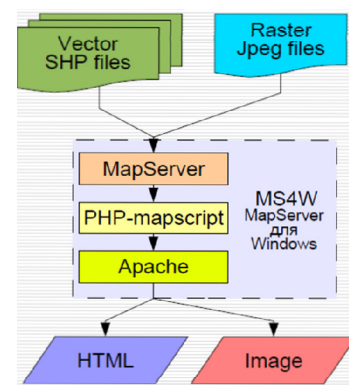 Vector
SHP files
Raster
Jpeg files
MapServer
PHP-mapscript
Apache
MS4W
MapServer
для
Windows
HTML
Image